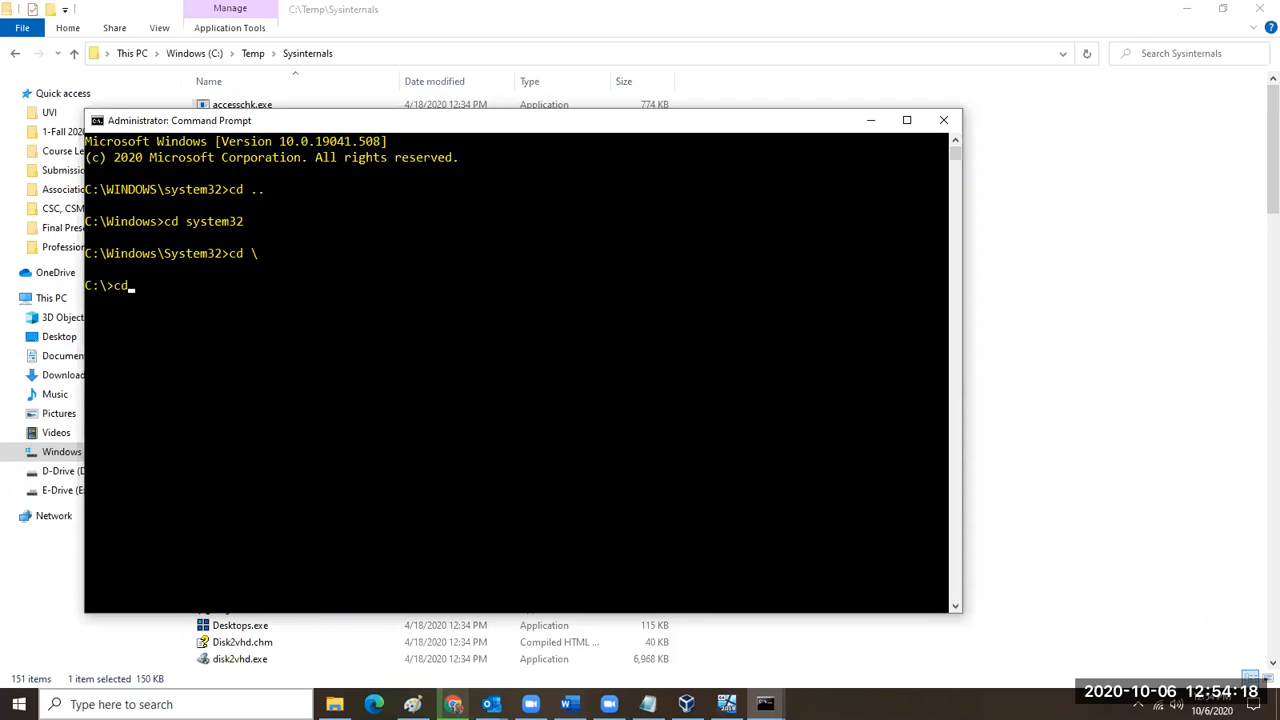 Manage
C:\Temp\Sysinternals
File
Home
Share
View
Application Tools
This PC
Windows (C:)
Temp
Sysinternals
Search Sysinternals
Name
Date modified
Type
Size
Quick access
accesschk.exe
4/18/2020 12:34 PM
Application
774 KB
UVI
1-Fall 2020
Course Le
Submissio
Associatio
CSC, CSM
Final Pres
Profession
OneDrive
This PC
3D Object
Desktop
Documen
Download
Music
Pictures
Videos
Windows
D-Drive (D
E-Drive (E
Network
Administrator: Command Prompt
Microsoft Windows [Version 10.0.19041.508]
(c) 2020 Microsoft Corporation. All rights reserved.
C:\WINDOWS\system32>cd ..
C:\Windows>cd system32
C:\Windows\System32>cd \
C:\>cd
Desktops.exe
4/18/2020 12:34 PM
Application
115 KB
Disk2vhd.chm
4/18/2020 12:34 PM
Compiled HTML ...
40 KB
disk2vhd.exe
4/18/2020 12:34 PM
Application
6,968 KB
151 items
1 item selected 150 KB
Type here to search
2020-10-06 12:54:18
10/6/2020